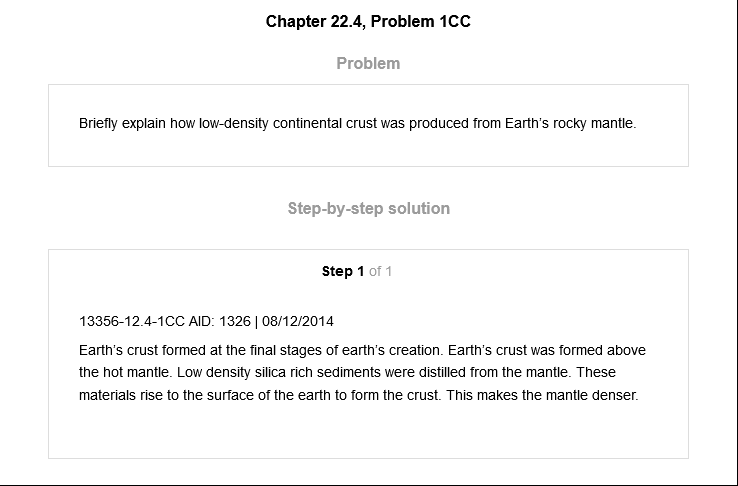 Chapter 22.4, Problem 1CC
Problem
Briefly explain how low-density continental crust was produced from Earth's rocky mantle.
Step-by-step solution
Step 1 of 1
13356-12.4-1CC AID: 1326 | 08/12/2014
Earth's crust formed at the final stages of earth's creation. Earth's crust was formed above
the hot mantle. Low density silica rich sediments were distilled from the mantle. These
materials rise to the surface of the earth to form the crust. This makes the mantle denser.